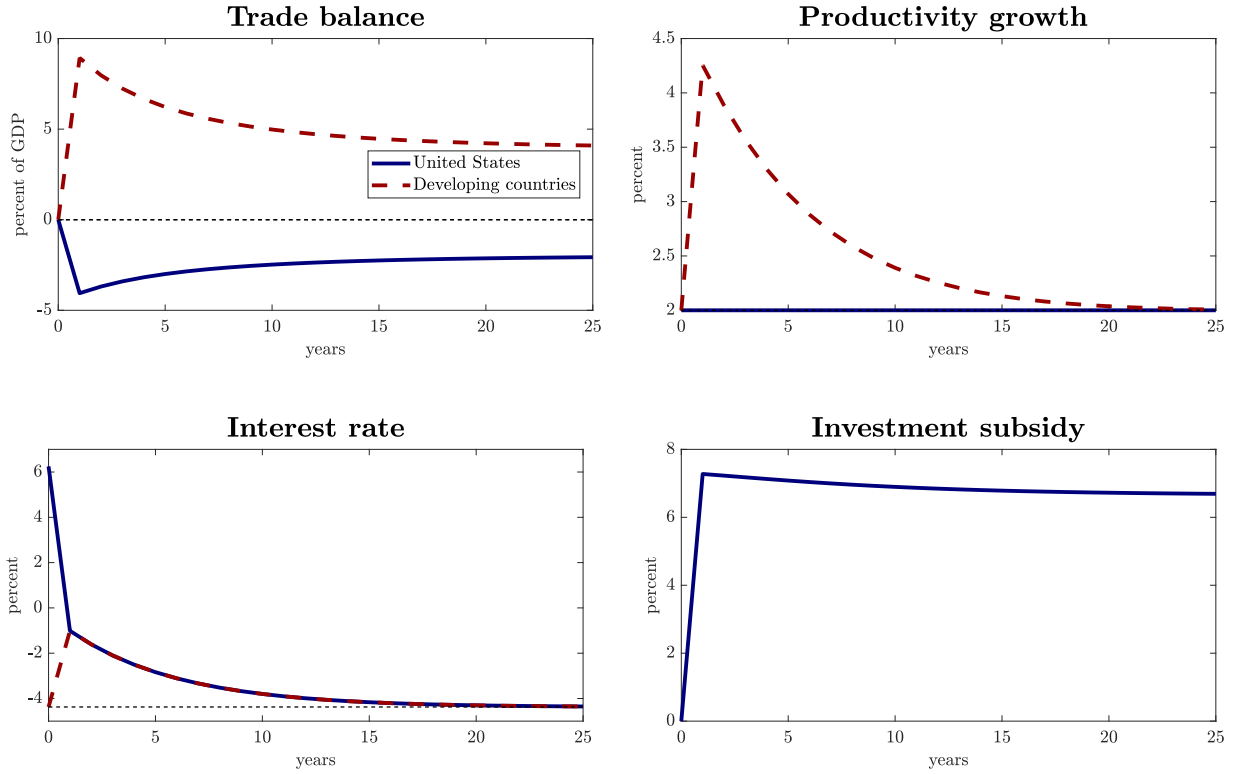 Trade balance
10
5
0
-5
percent of GDP
0 5 10 15 20 25
years
United States
Developing countries
Productivity growth
4.5
4
3.5
3
2.5
2
percent
0 5 10 15 20 25
years
Interest rate
6
4
2
0
-2
-4
percent
0 5 10 15 20 25
years
Investment subsidy
8
6
4
2
0
percent
0 5 10 15 20 25
years